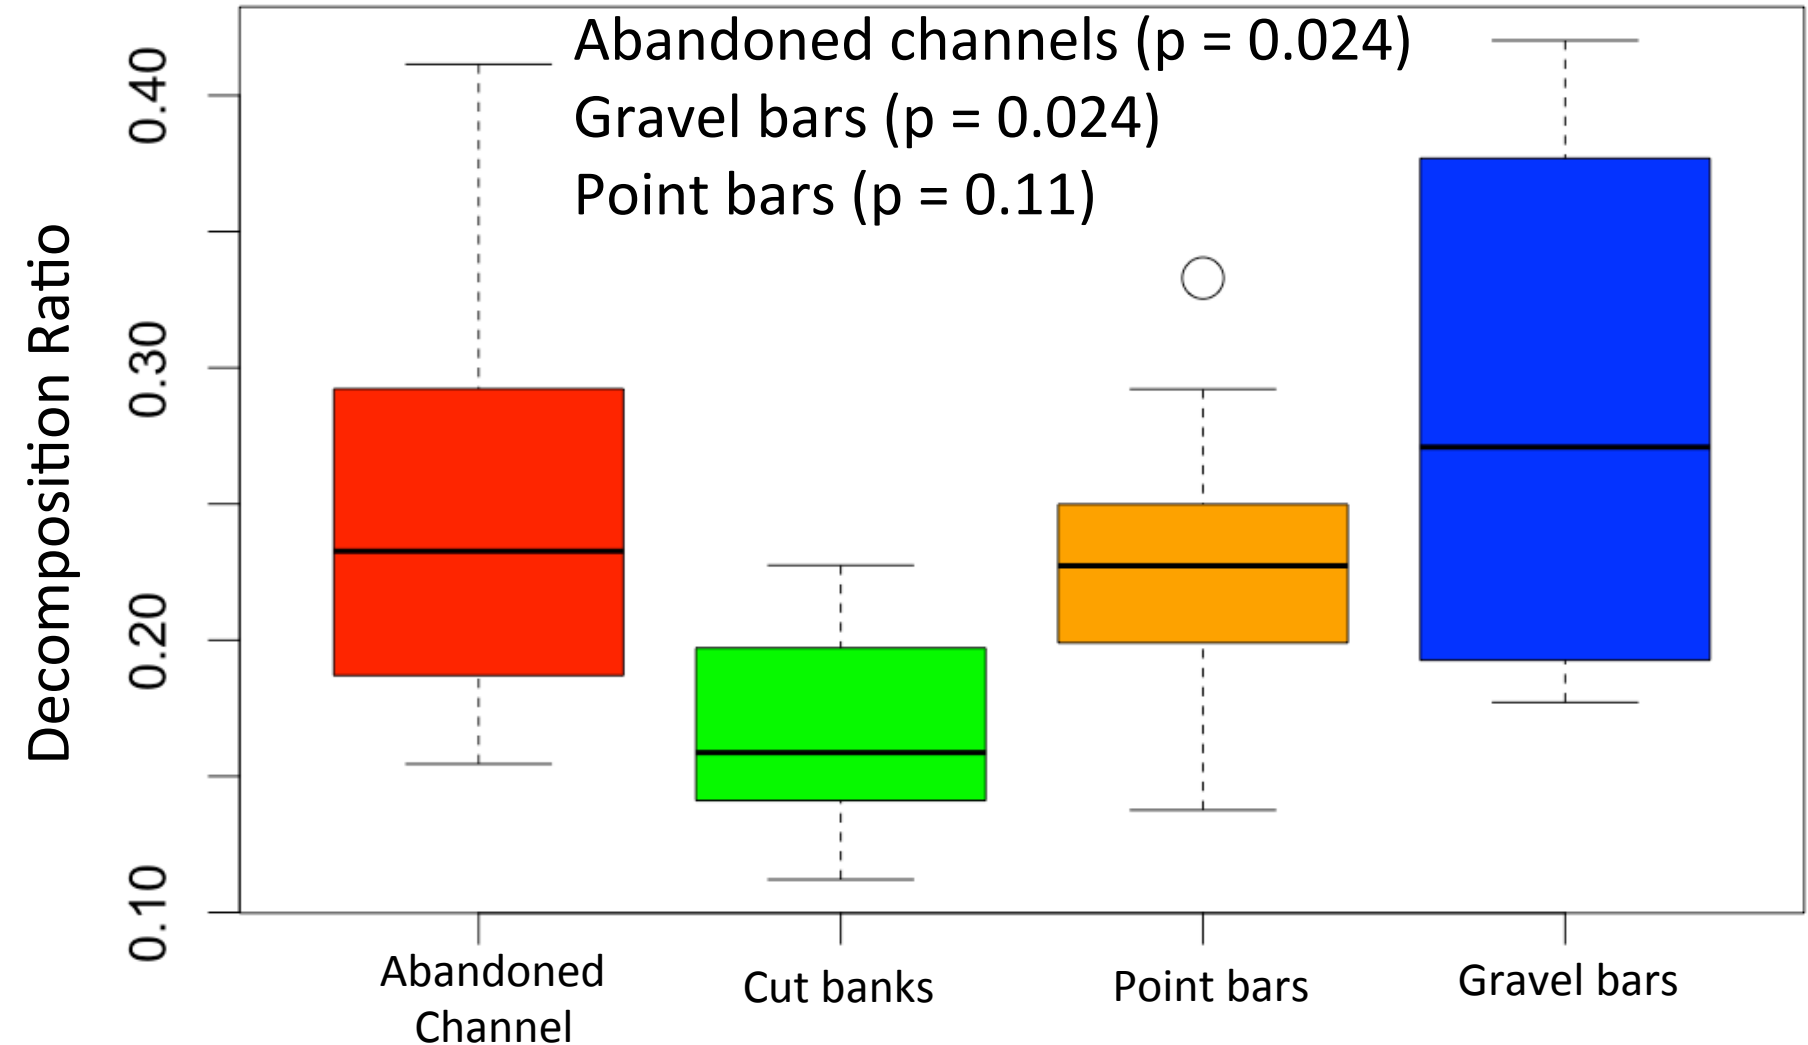 Abandoned channels (p = 0.024)
Gravel bars (p = 0.024)
Point bars (p = 0.11)
Decomposition Ratio
0.40
0.30
0.20
0.10
Abandoned
Channel
Cut banks
Point bars
Gravel bars